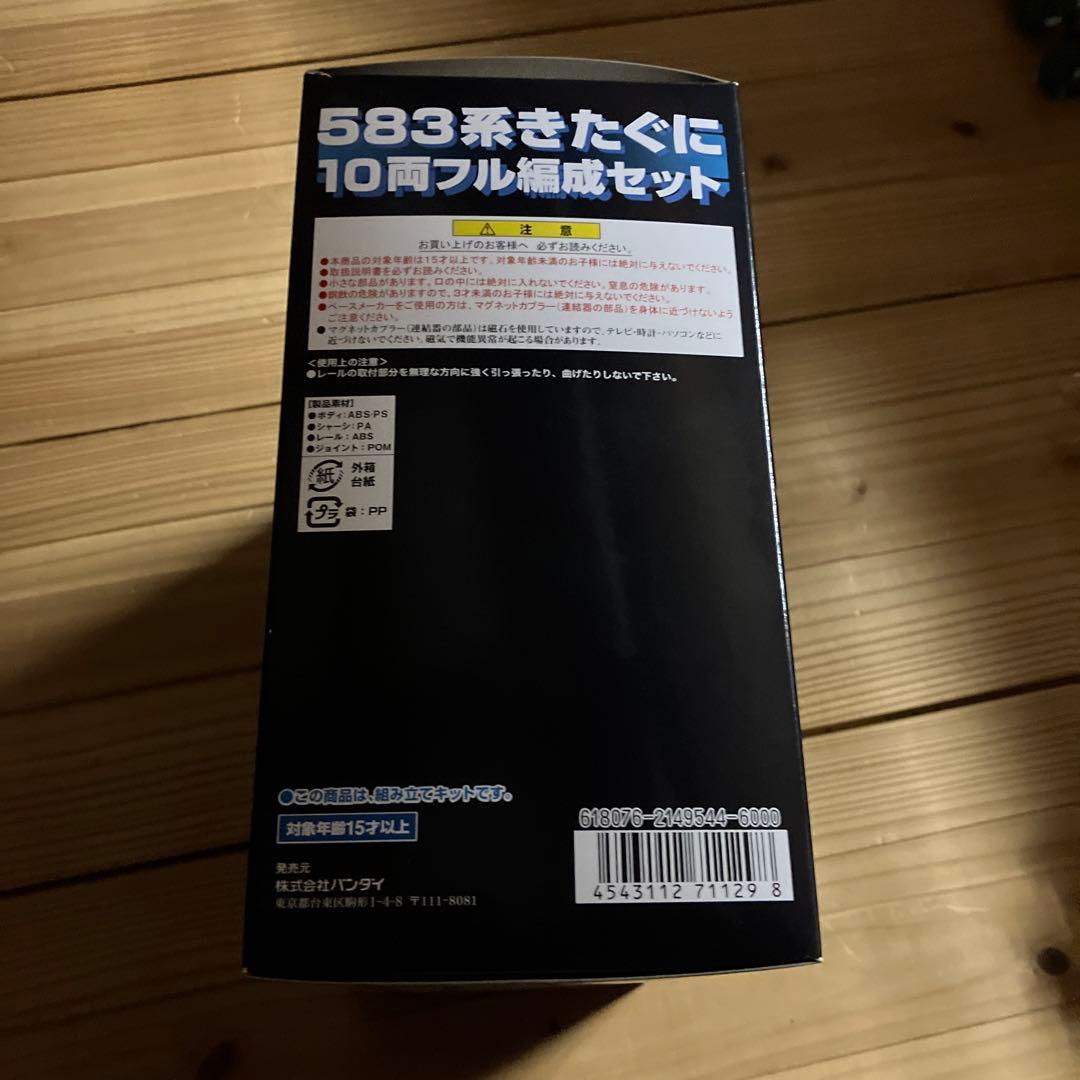 583系きたぐに
10両フル編成セット
⚠ 注意
お買い上げのお客様へ 必ずお読みください。
●本商品の対象年齢は15才以上です。対象年齢未満のお子様には絶対に与えないでください。
●取扱説明書を必ずお読みください。
●小さな部品があります。口の中には絶対に入れないでください。窒息の危険があります。
●誤飲の危険がありますので、3才未満のお子様には絶対に与えないでください。
●ペースメーカーをご使用の方は、マグネットカプラー(連結器の部品)を身体に近づけないよう
ご注意ください。
●マグネットカプラー(連結器の部品)は磁石を使用していますので、テレビ・時計・パソコンなどに
近づけないでください。磁気で機能異常が起こる場合があります。
<使用上の注意>
●レールの取付部分を無理な方向に強く引っ張ったり、曲げたりしないで下さい。
[製品素材]
●ボディ:ABS・PS
●シャーシ:PA
●レール:ABS
●ジョイント:POM
紙 外箱
台紙
プラ 袋:PP
●この商品は、組み立てキットです。
対象年齢15才以上
発売元
株式会社バンダイ
東京都台東区駒形1-4-8 〒111-8081
618076-2149544-6000
4543112 71129 8